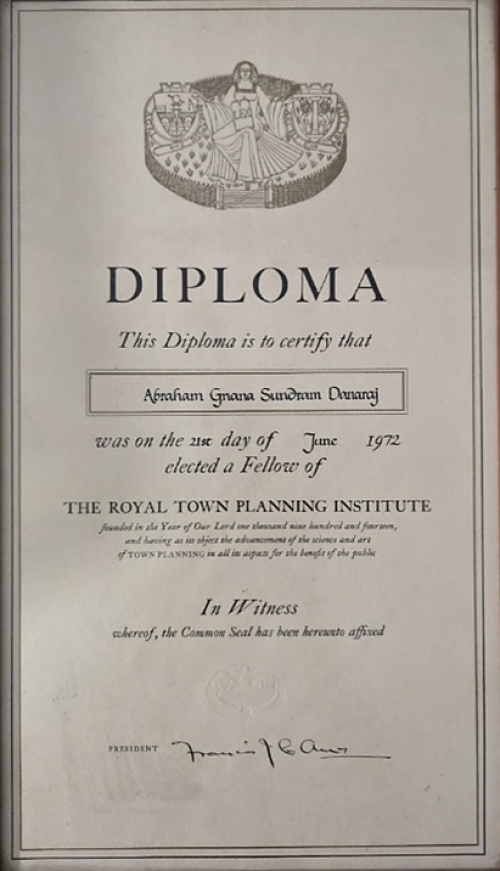 DIPLOMA
This Diploma is to certify that
Abraham Gnana Sundram Danaraj
was on the 21st day of June 1972
elected a Fellow of
THE ROYAL TOWN PLANNING INSTITUTE
founded in the Year of Our Lord one thousand nine hundred and fourteen,
and having as its object the advancement of the science and art
of TOWN PLANNING in all its aspects for the benefit of the public
In Witness
whereof, the Common Seal has been hereunto affixed
PRESIDENT Francis J C